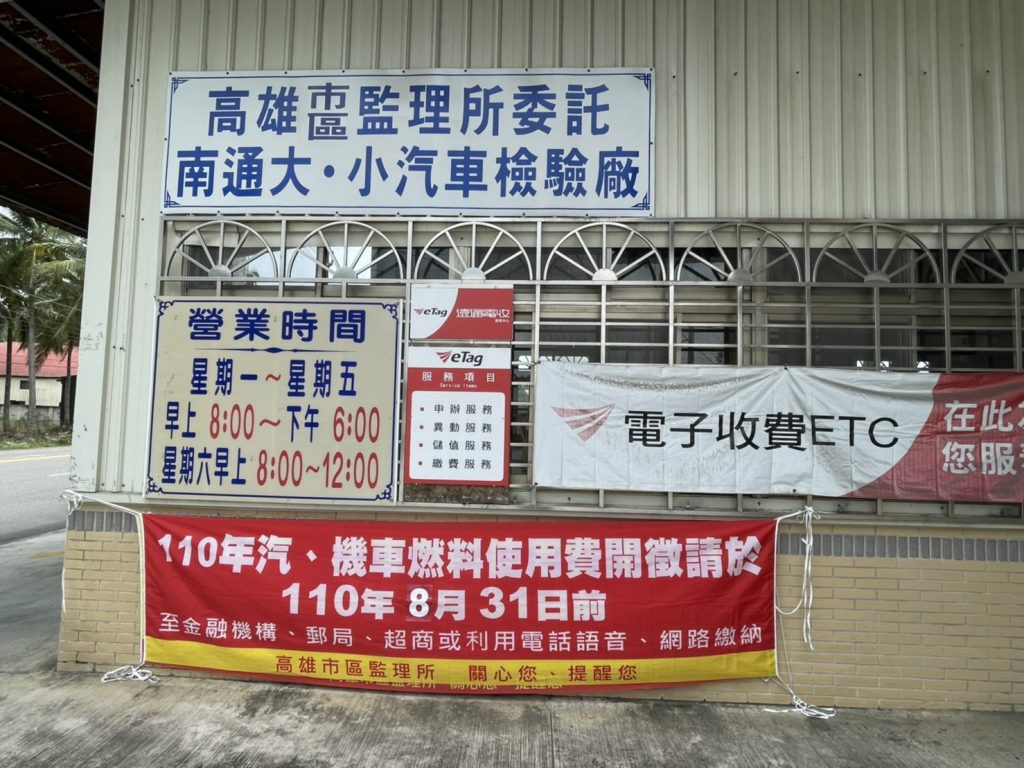 高雄市區監理所委託
南通大・小汽車檢驗廠
營業時間
星期一～星期五
早上 8:00～下午 6:00
星期六早上 8:00~12:00
eTag 遠通電收
eTag
服務項目
Service Items
申辦服務
異動服務
儲值服務
繳費服務
電子收費ETC
在此
您服
110年汽、機車燃料使用費開徵請於
110年 8月 31日前
至金融機構、郵局、超商或利用電話語音、網路繳納
高雄市區監理所 關心您、提醒您